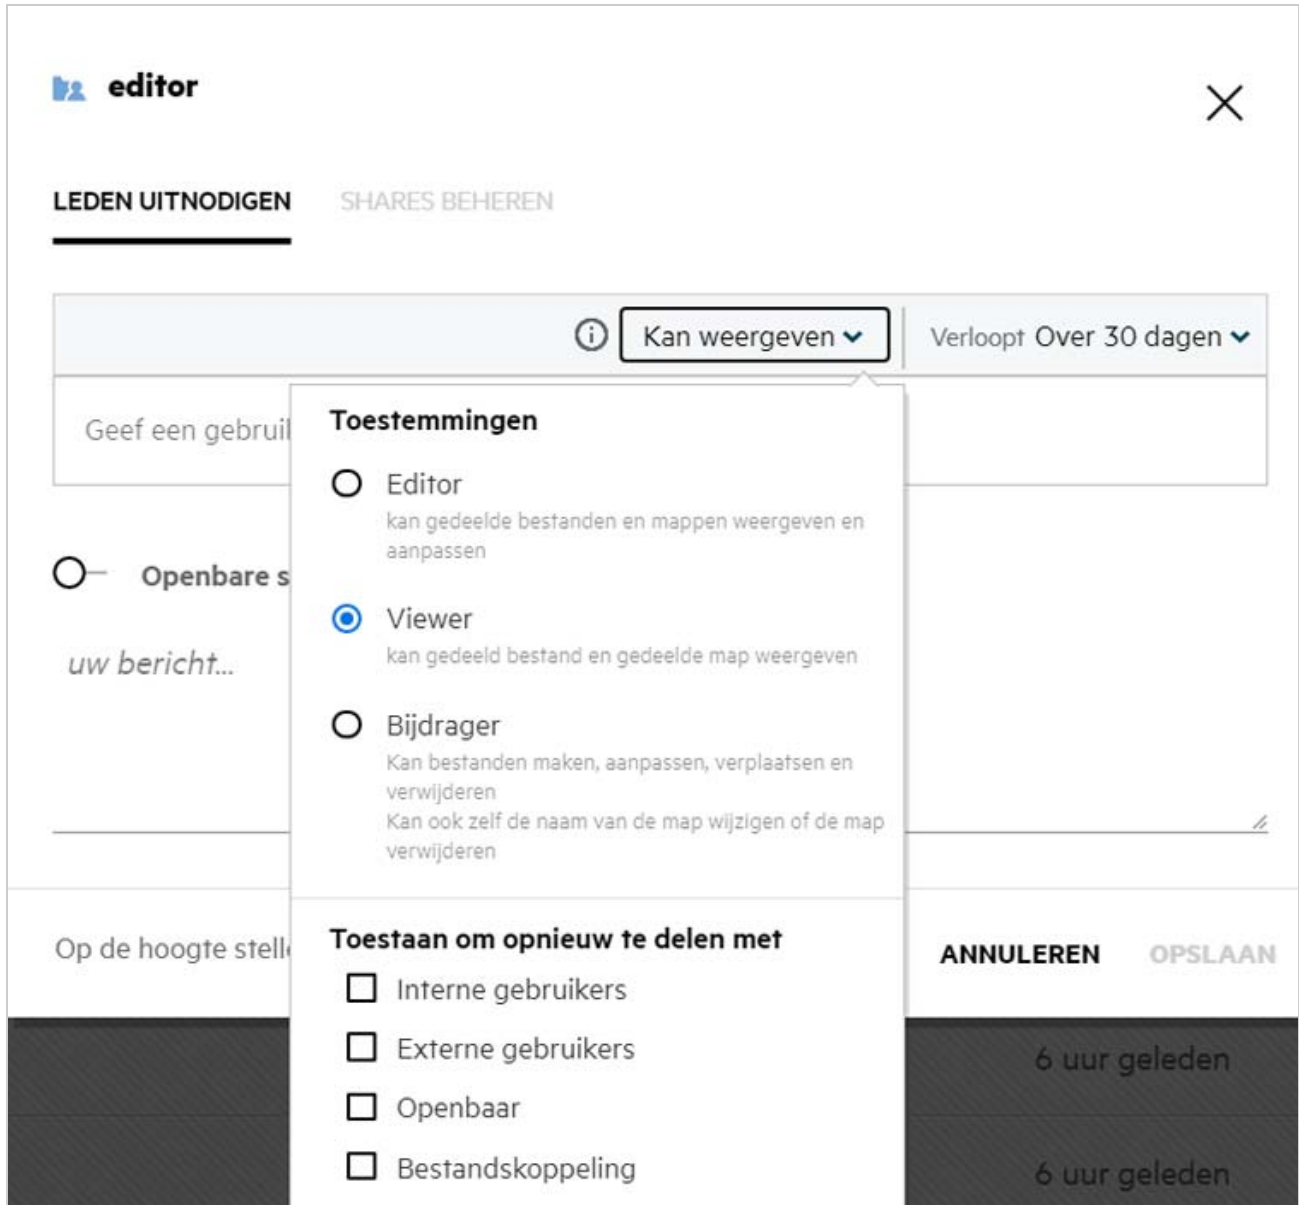 editor
LEDEN UITNODIGEN SHARES BEHEREN
Kan weergeven Verloopt Over 30 dagen
Geef een
Toestemmingen
Editor
kan gedeelde bestanden en mappen weergeven en
aanpassen
Openbare
Viewer
kan gedeeld bestand en gedeelde map weergeven
uw bericht...
Bijdrager
Kan bestanden maken, aanpassen, verplaatsen en
verwijderen
Kan ook zelf de naam van de map wijzigen of de map
verwijderen
Toestaan om opnieuw te delen met
Op de hoogte
ANNULEREN OPSLAAN
Interne gebruikers
Externe gebruikers
6 uur geleden
Openbaar
Bestandskoppeling
6 uur geleden